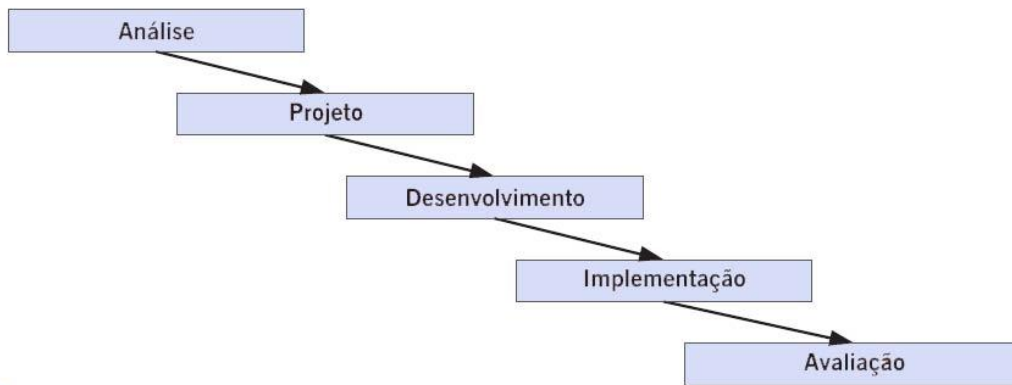 Análise
Projeto
Desenvolvimento
Implementação
Avaliação